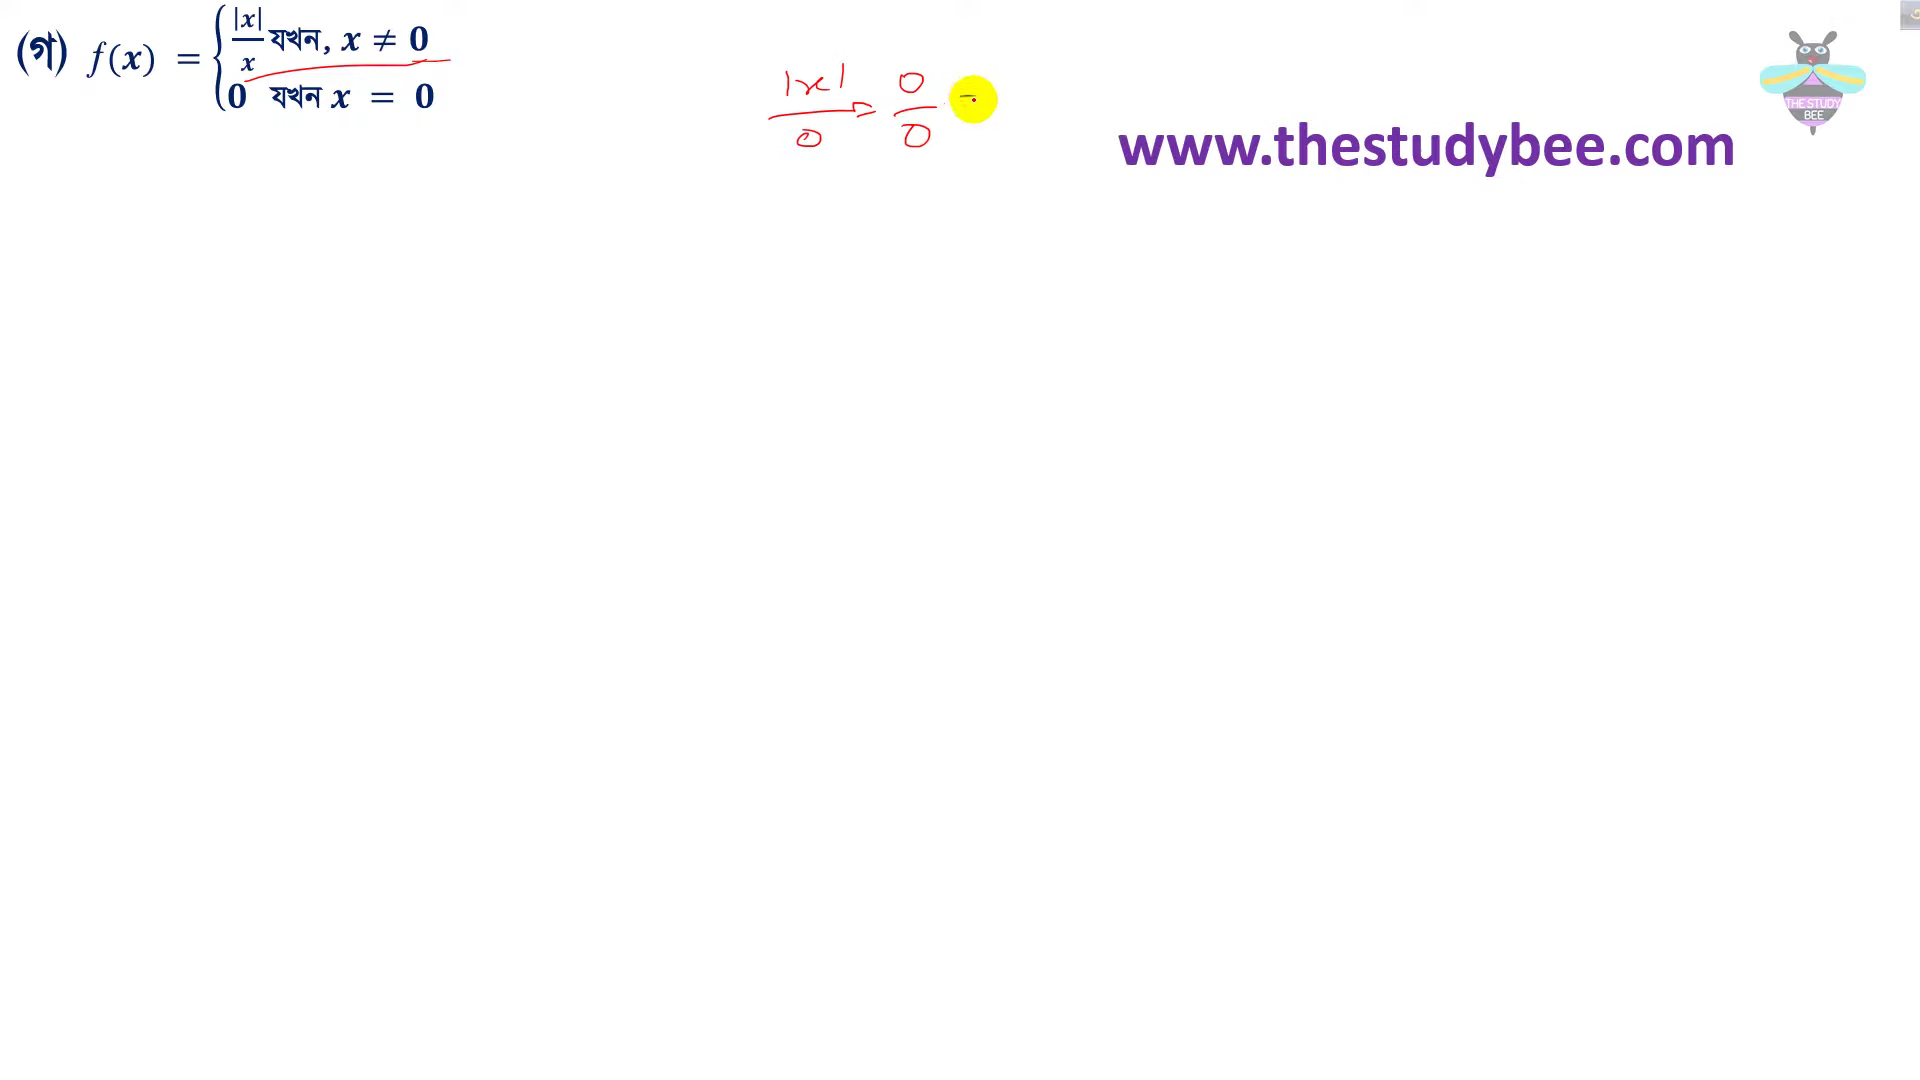 (গ) f(x) = { |x|/x যখন, x ≠ 0
0 যখন x = 0
|x|/0 = 0/0 =
THE STUDY
BEE
www.thestudybee.com